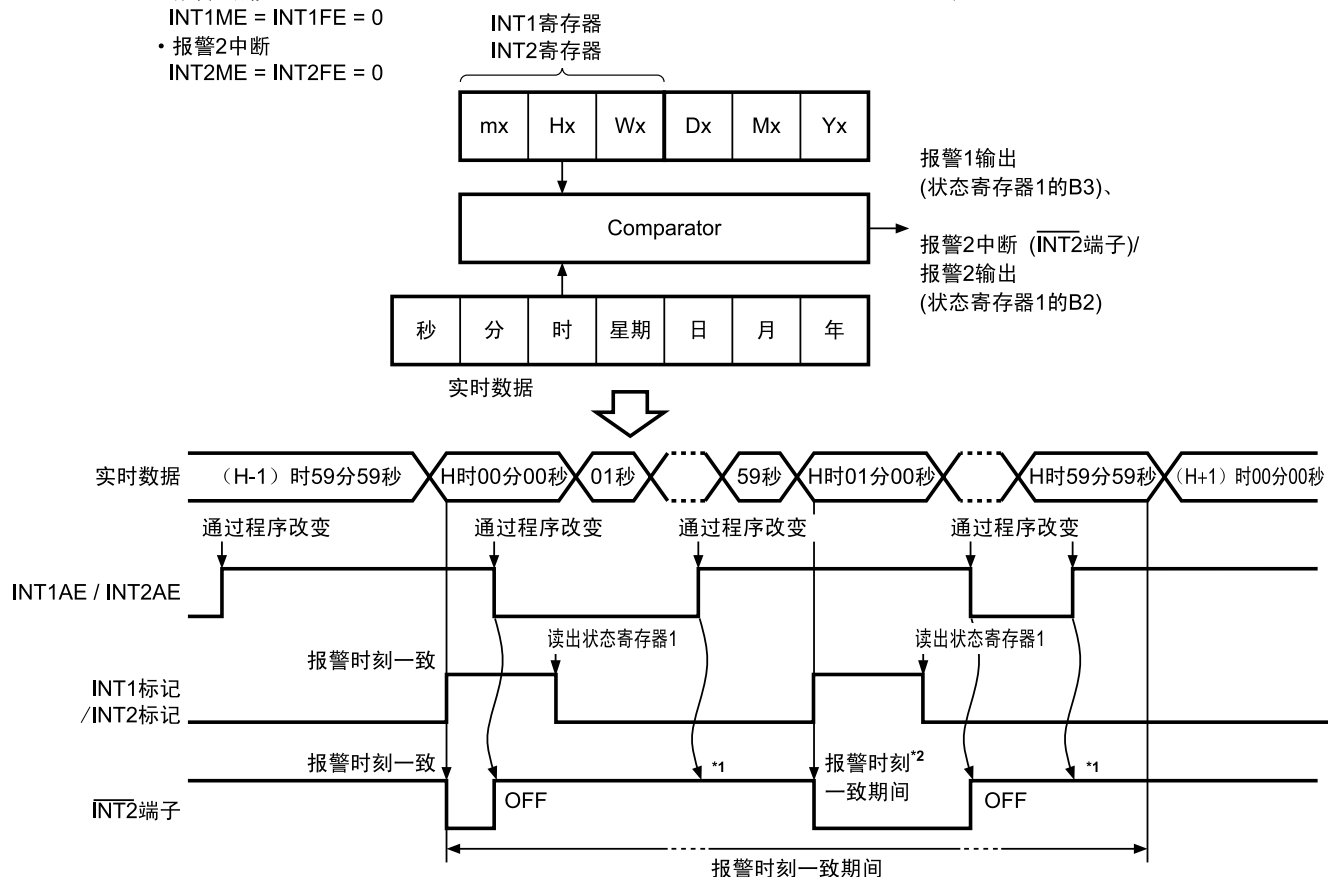 INT1ME = INT1FE = 0
• 报警2中断
INT2ME = INT2FE = 0
INT1寄存器
INT2寄存器
mx Hx Wx Dx Mx Yx
Comparator
报警1输出
(状态寄存器1的B3)、
报警2中断 (INT2端子)/
报警2输出
(状态寄存器1的B2)
秒 分 时 星期 日 月 年
实时数据
实时数据 (H-1) 时59分59秒 H时00分00秒 01秒 59秒 H时01分00秒 H时59分59秒 (H+1) 时00分00秒
通过程序改变 通过程序改变 通过程序改变 通过程序改变
INT1AE / INT2AE
读出状态寄存器1 读出状态寄存器1
报警时刻一致
INT1标记
/INT2标记
报警时刻一致 *1 报警时刻*2 *1
一致期间
INT2端子 OFF OFF
报警时刻一致期间